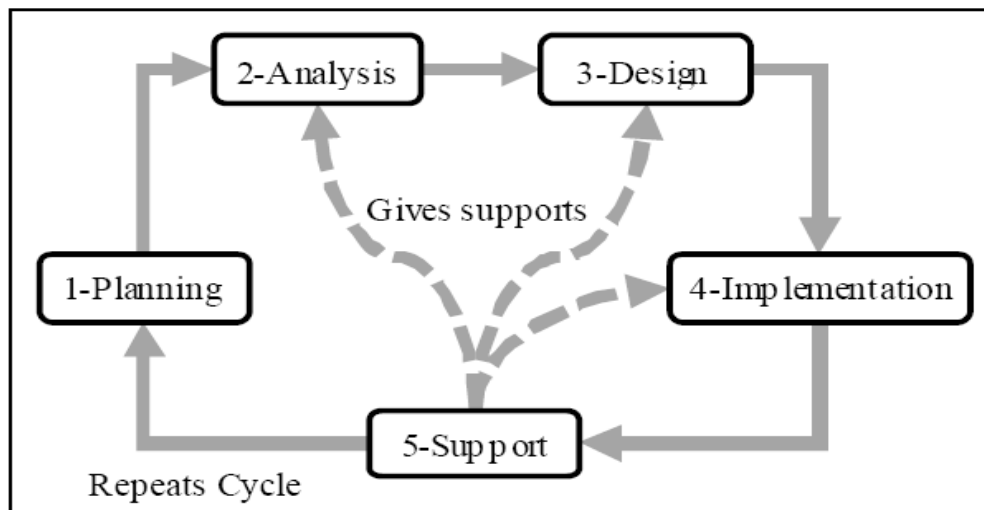 2-Analysis
3-Design
Gives supports
1-Planning
4-Implementation
5-Support
Repeats Cycle